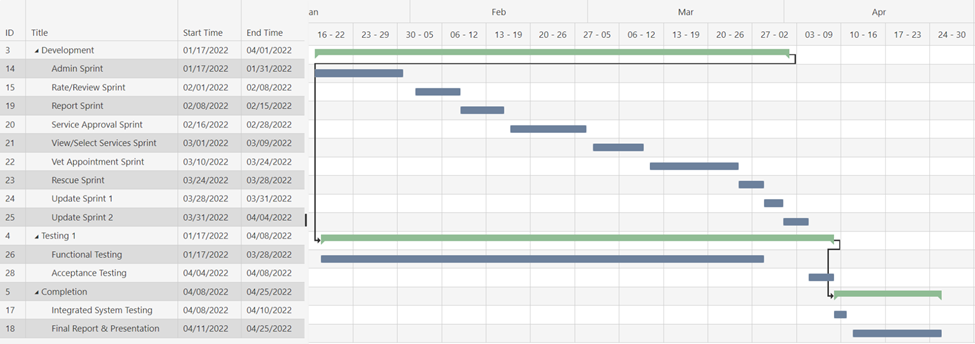 an Feb Mar Apr
ID Title Start Time End Time 16 - 22 23 - 29 30 - 05 06 - 12 13 - 19 20 - 26 27 - 05 06 - 12 13 - 19 20 - 26 27 - 02 03 - 09 10 - 16 17 - 23 24 - 30
3 Development 01/17/2022 04/01/2022
14 Admin Sprint 01/17/2022 01/31/2022
15 Rate/Review Sprint 02/01/2022 02/08/2022
19 Report Sprint 02/08/2022 02/15/2022
20 Service Approval Sprint 02/16/2022 02/28/2022
21 View/Select Services Sprint 03/01/2022 03/09/2022
22 Vet Appointment Sprint 03/10/2022 03/24/2022
23 Rescue Sprint 03/24/2022 03/28/2022
24 Update Sprint 1 03/28/2022 03/31/2022
25 Update Sprint 2 03/31/2022 04/04/2022
4 Testing 1 01/17/2022 04/08/2022
26 Functional Testing 01/17/2022 03/28/2022
28 Acceptance Testing 04/04/2022 04/08/2022
5 Completion 04/08/2022 04/25/2022
17 Integrated System Testing 04/08/2022 04/10/2022
18 Final Report & Presentation 04/11/2022 04/25/2022